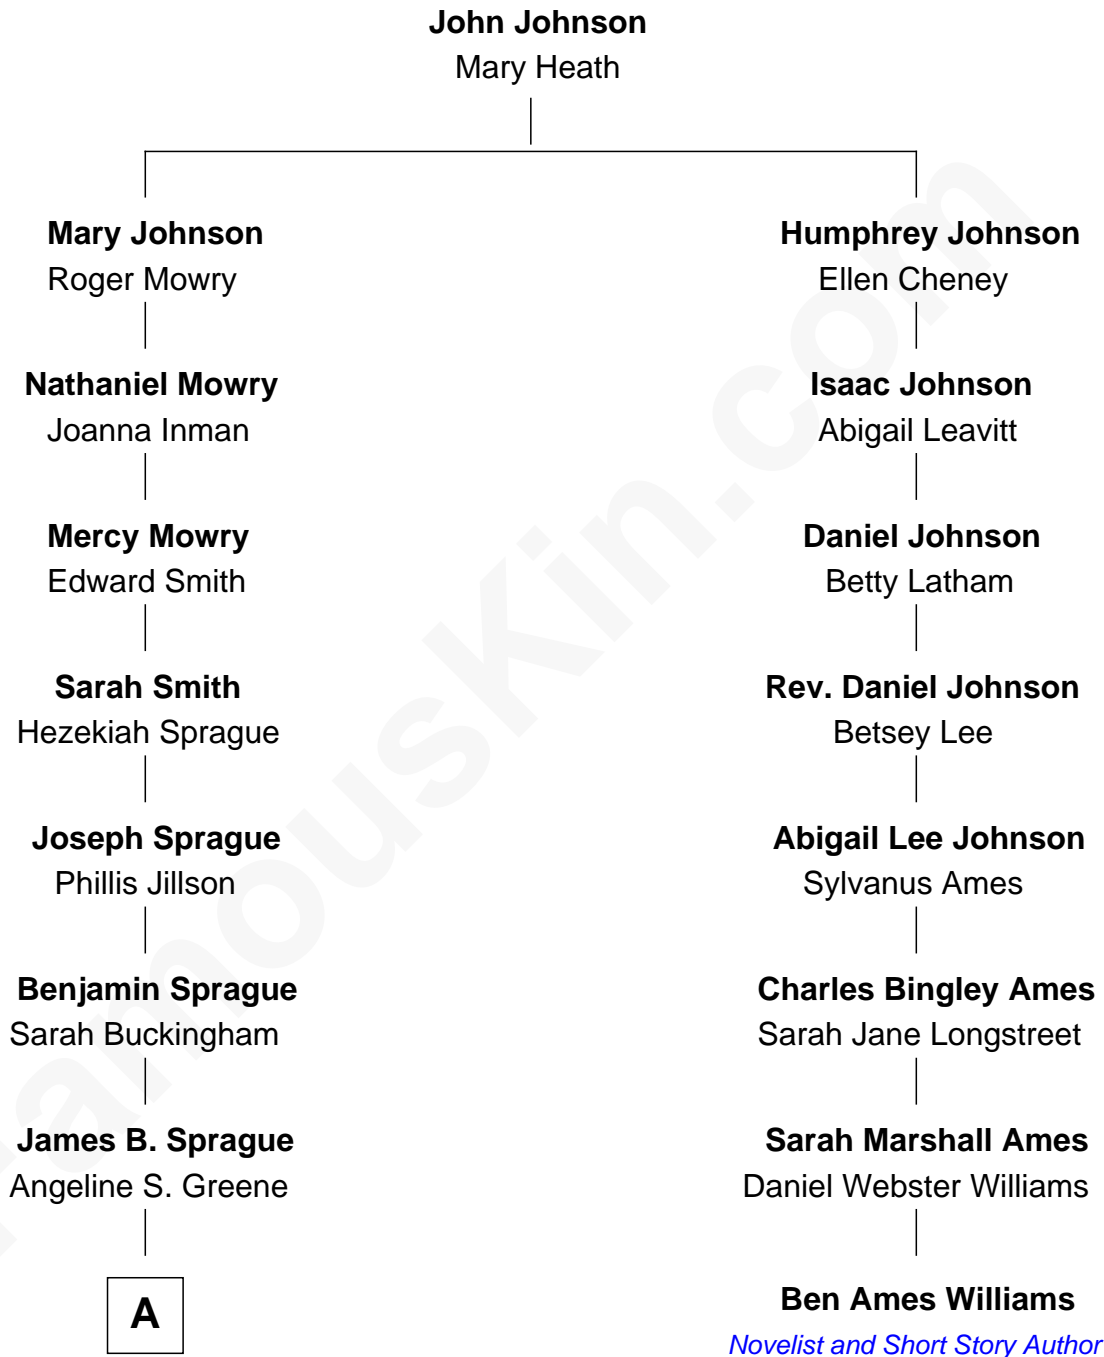 John Johnson
Mary Heath
Mary Johnson
Roger Mowry
Humphrey Johnson
Ellen Cheney
Nathaniel Mowry
Joanna Inman
Isaac Johnson
Abigail Leavitt
Mercy Mowry
Edward Smith
Daniel Johnson
Betty Latham
Sarah Smith
Hezekiah Sprague
Rev. Daniel Johnson
Betsey Lee
Joseph Sprague
Phillis Jillson
Abigail Lee Johnson
Sylvanus Ames
Benjamin Sprague
Sarah Buckingham
Charles Bingley Ames
Sarah Jane Longstreet
James B. Sprague
Angeline S. Greene
Sarah Marshall Ames
Daniel Webster Williams
A
Ben Ames Williams
Novelist and Short Story Author
FamousKin.com